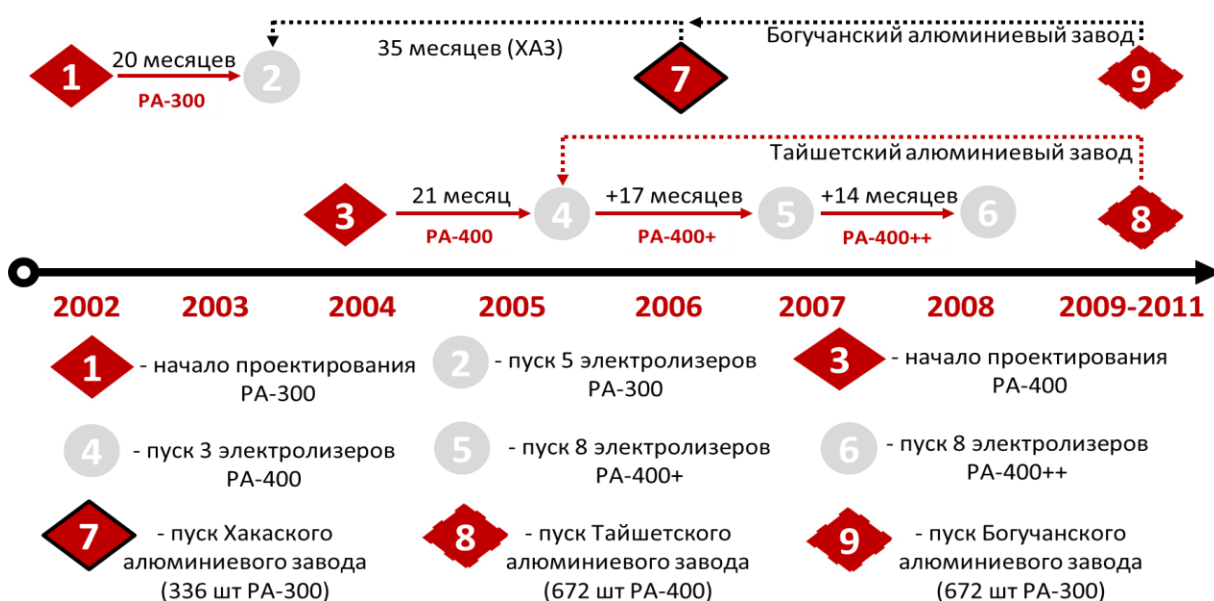 35 месяцев (ХАЗ)
Богучанский алюминиевый завод
1
20 месяцев
РА-300
2
7
9
Тайшетский алюминиевый завод
3
21 месяц
РА-400
4
+17 месяцев
РА-400+
5
+14 месяцев
РА-400++
6
8
2002 2003 2004 2005 2006 2007 2008 2009-2011
1 - начало проектирования
РА-300
2 - пуск 5 электролизеров
РА-300
3 - начало проектирования
РА-400
4 - пуск 3 электролизеров
РА-400
5 - пуск 8 электролизеров
РА-400+
6 - пуск 8 электролизеров
РА-400++
7 - пуск Хакаского
алюминиевого завода
(336 шт РА-300)
8 - пуск Тайшетского
алюминиевого завода
(672 шт РА-400)
9 - пуск Богучанского
алюминиевого завода
(672 шт РА-300)